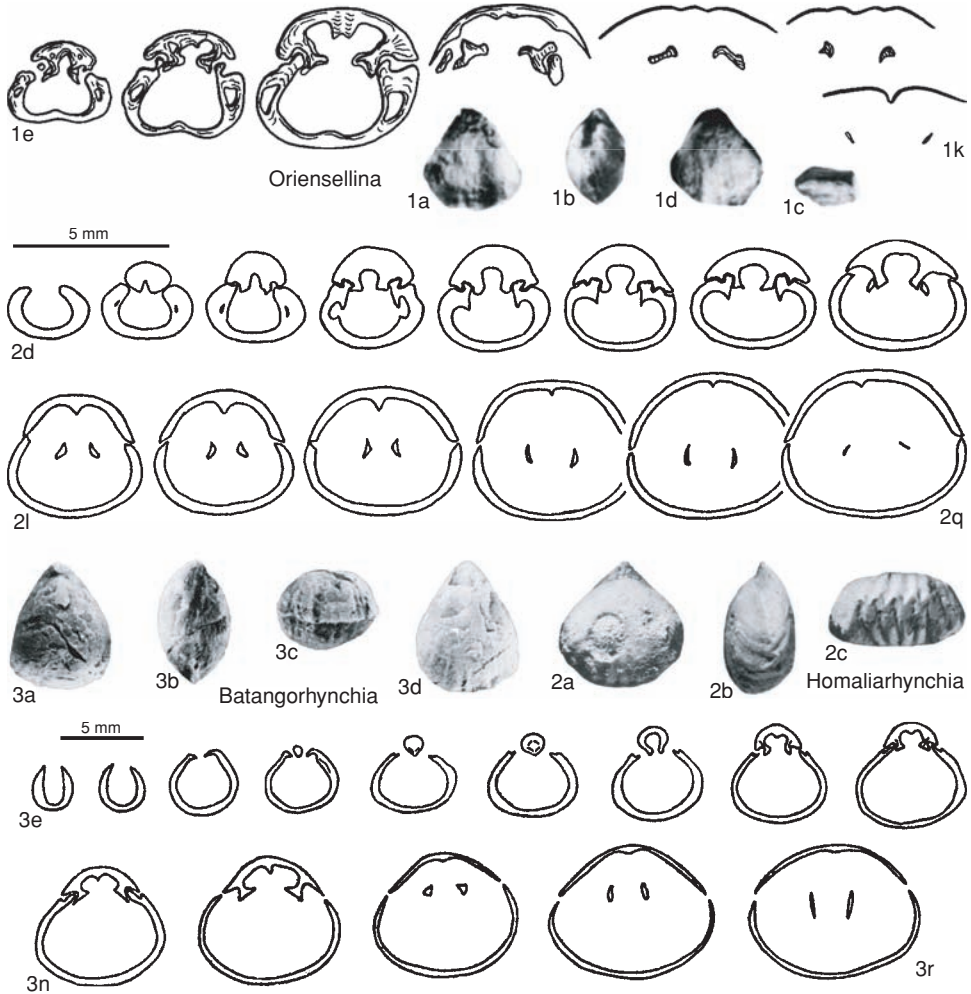 1e
Oriensellina
1a
1b
1d
1c
1k
5 mm
2d
2l
2q
3a
3b
3c
3d
2a
2b
2c
Batangorhynchia
Homaliarhynchia
5 mm
3e
3n
3r